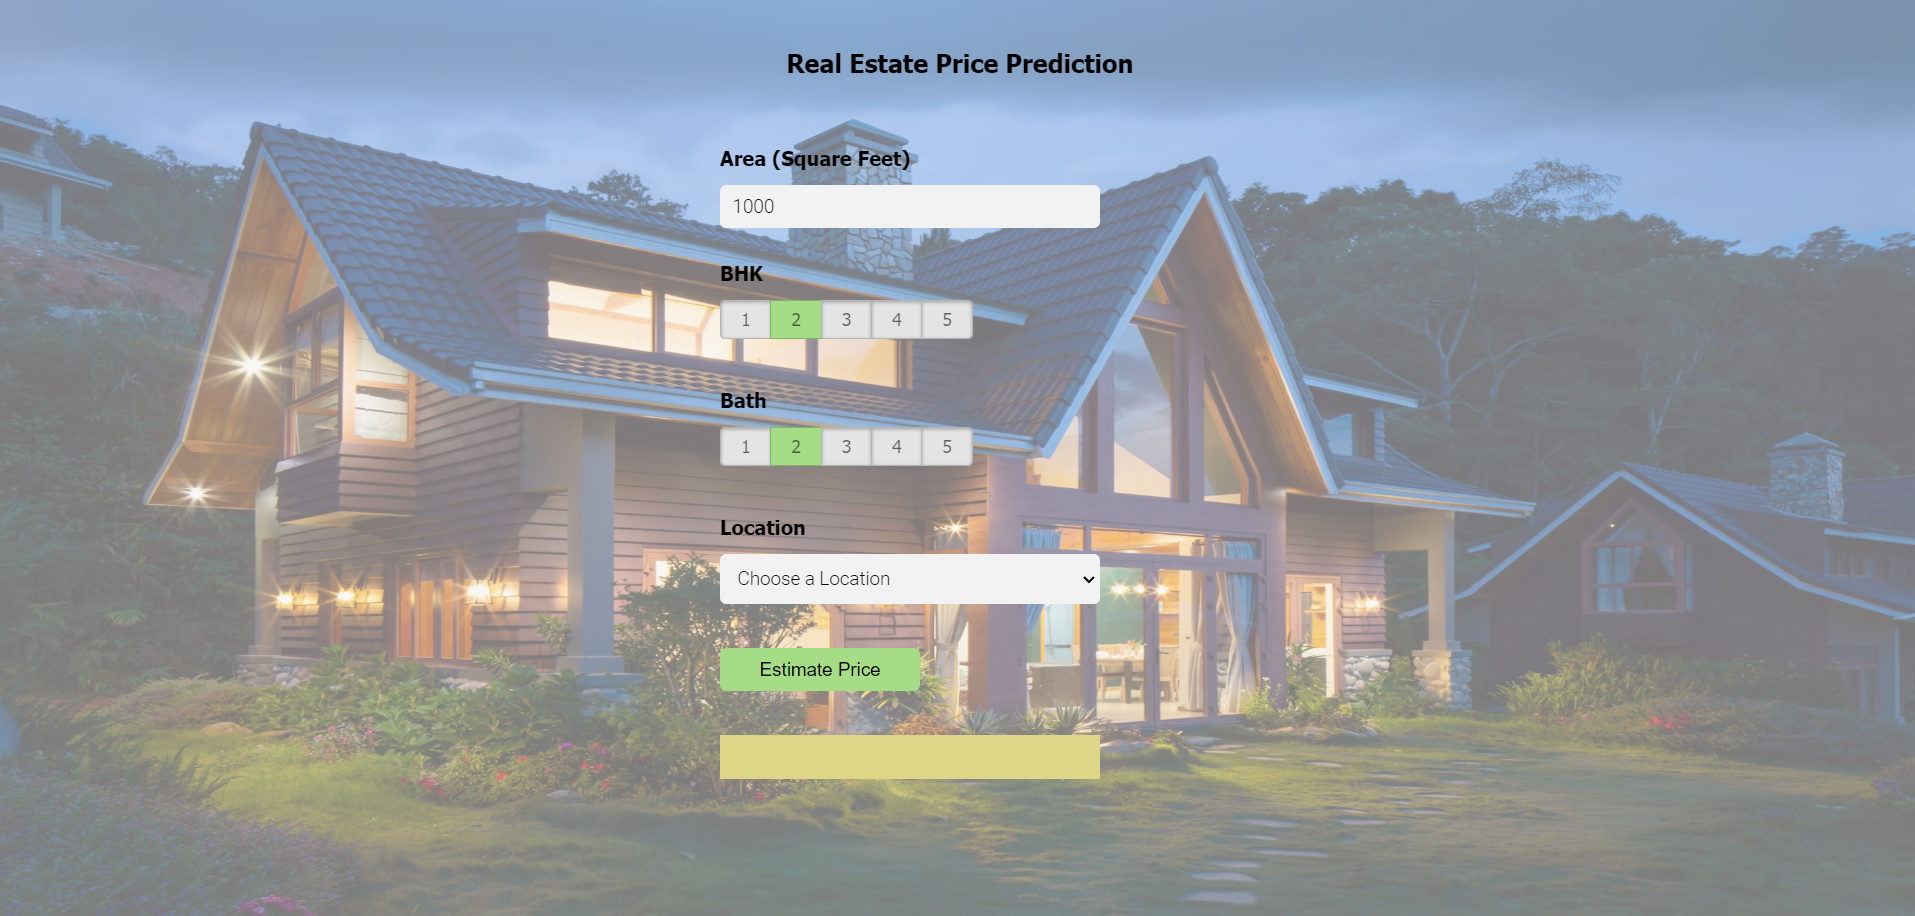 Real Estate Price Prediction
Area (Square Feet)
1000
BHK
1 2 3 4 5
Bath
1 2 3 4 5
Location
Choose a Location
Estimate Price